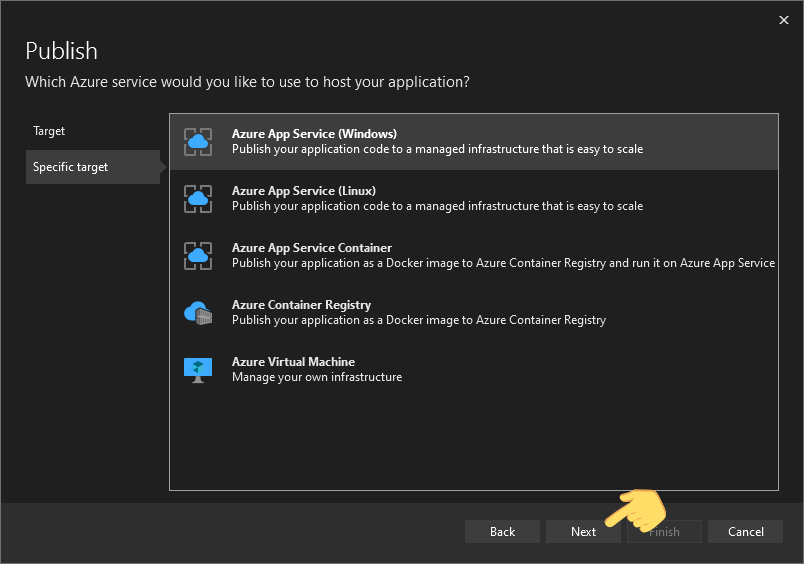 Publish
Which Azure service would you like to use to host your application?
Target
Specific target
Azure App Service (Windows)
Publish your application code to a managed infrastructure that is easy to scale
Azure App Service (Linux)
Publish your application code to a managed infrastructure that is easy to scale
Azure App Service Container
Publish your application as a Docker image to Azure Container Registry and run it on Azure App Service
Azure Container Registry
Publish your application as a Docker image to Azure Container Registry
Azure Virtual Machine
Manage your own infrastructure
Back Next Finish Cancel